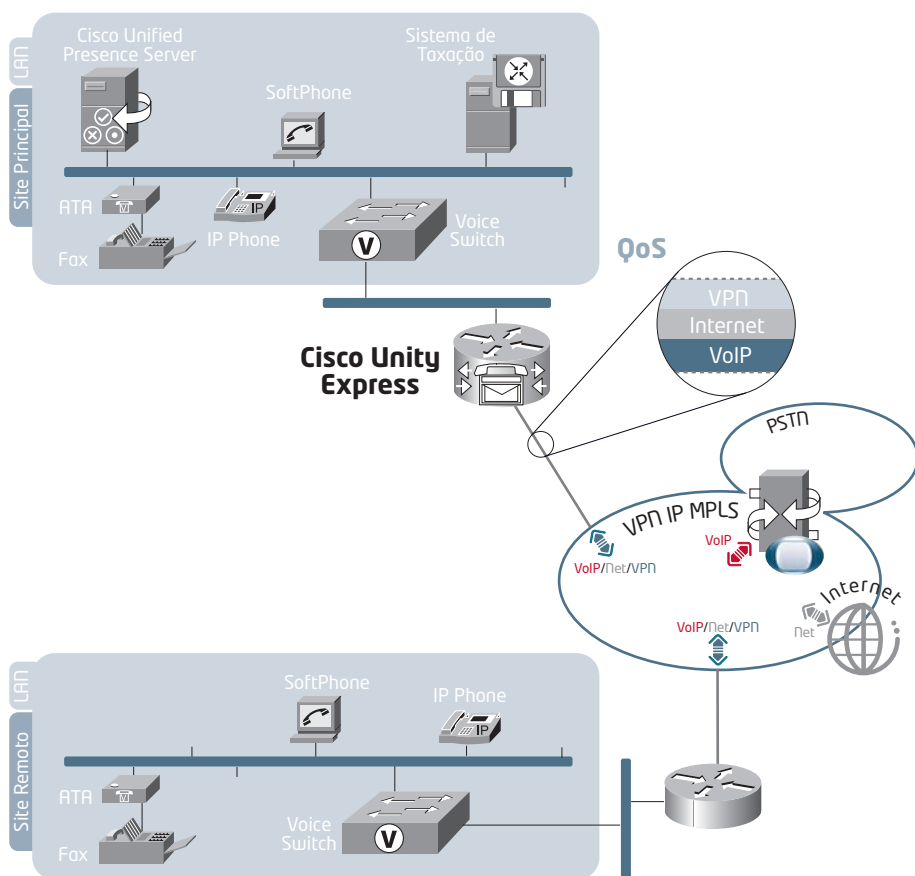 LAN
Site Principal
Cisco Unified
Presence Server
Sistema de
Taxação
SoftPhone
ATA
IP
IP Phone
Voice
Switch
Fax
V
QoS
VPN
Internet
VoIP
Cisco Unity
Express
PSTN
VPN IP MPLS
VoIP
VoIP/Net/VPN
Internet
Net
VoIP/Net/VPN
LAN
Site Remoto
SoftPhone
IP Phone
IP
ATA
Voice
Switch
Fax
V